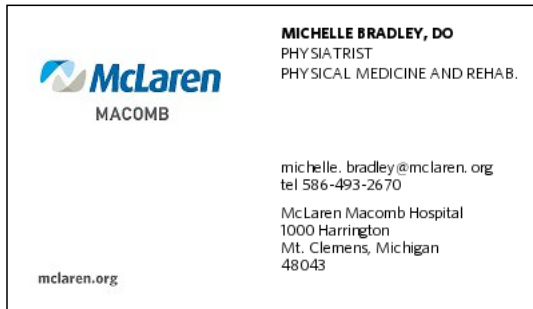 McLaren
MACOMB
mclaren.org
MICHELLE BRADLEY, DO
PHYSIATRIST
PHYSICAL MEDICINE AND REHAB.
michelle. bradley@mclaren. org
tel 586-493-2670
McLaren Macomb Hospital
1000 Harrington
Mt. Clemens, Michigan
48043